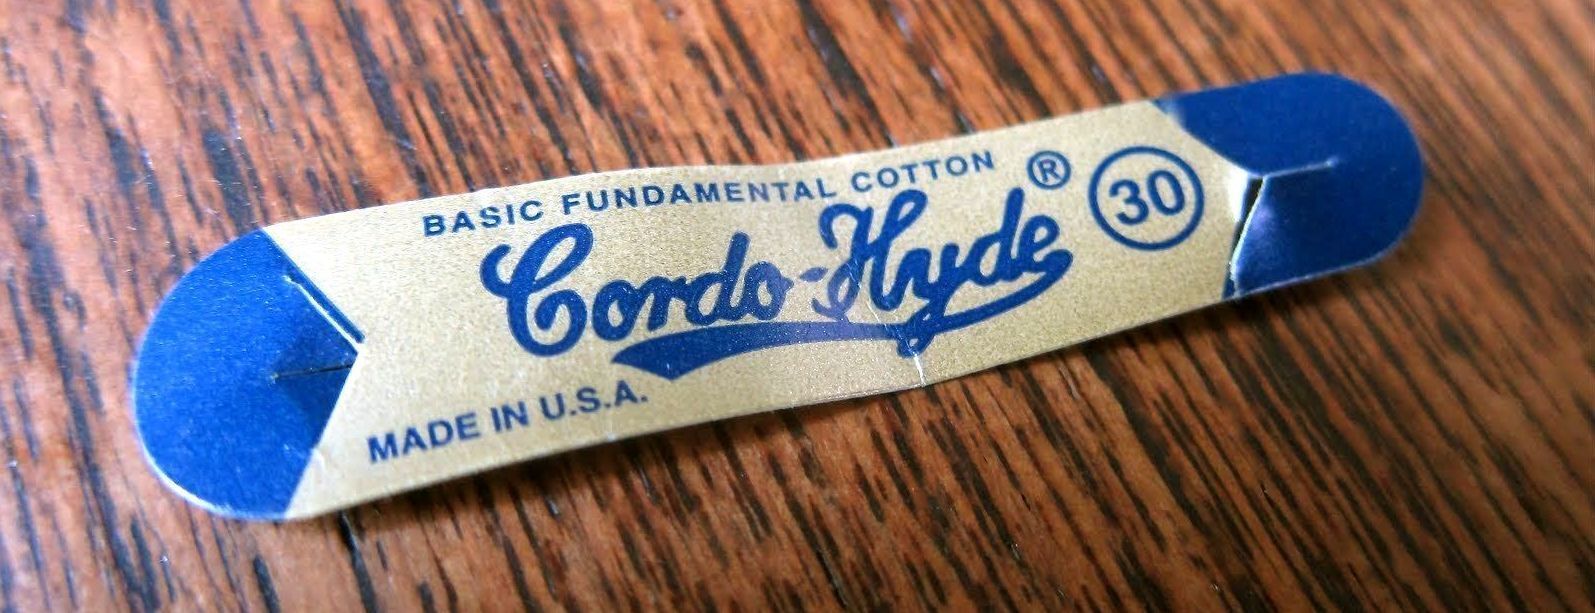 BASIC FUNDAMENTAL COTTON
Cordo-Hyde® 30
MADE IN U.S.A.